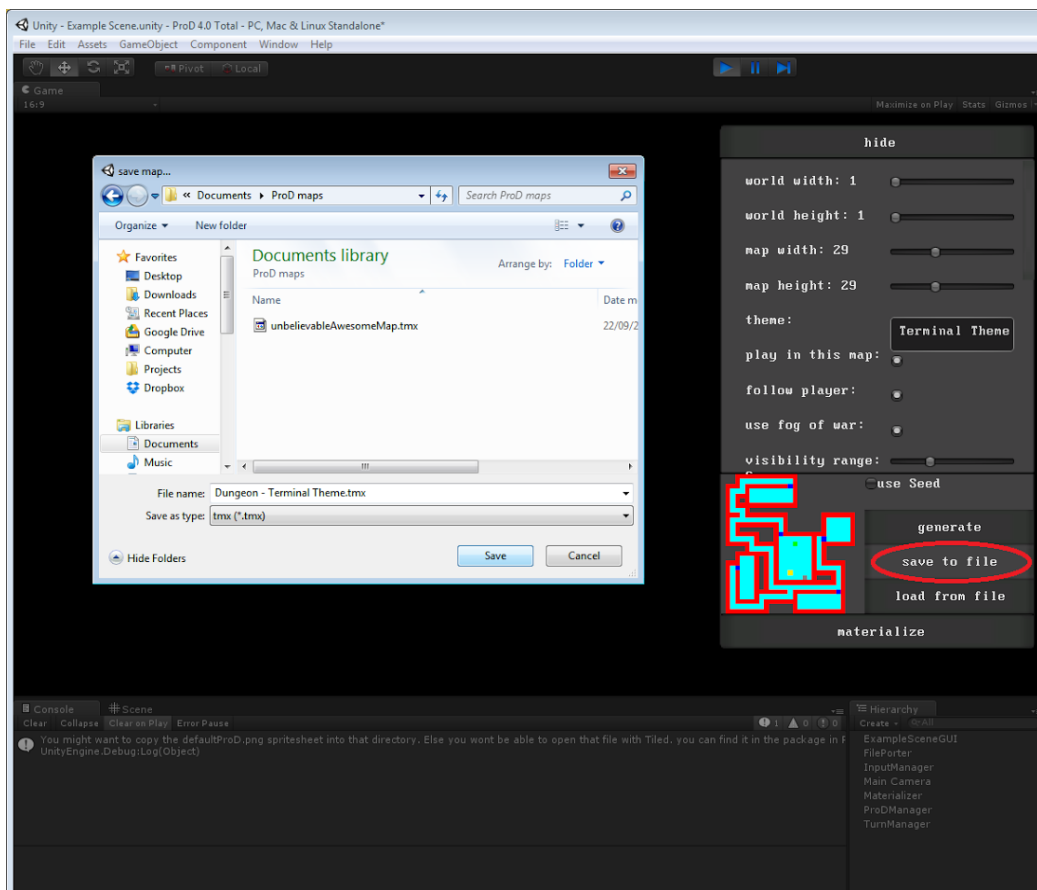 Unity - Example Scene.unity - ProD 4.0 Total - PC, Mac & Linux Standalone*
File Edit Assets GameObject Component Window Help
Pivot Local
Game
16:9 Maximize on Play Stats Gizmos
hide
world width: 1
world height: 1
map width: 29
map height: 29
theme:
Terminal Theme
play in this map:
follow player:
use fog of war:
visibility range:
use Seed
generate
save to file
load from file
materialize
save map...
« Documents ProD maps Search ProD maps
Organize New folder
Favorites
Desktop
Downloads
Recent Places
Google Drive
Computer
Projects
Dropbox
Libraries
Documents
Music
Documents library
ProD maps
Arrange by: Folder
Name Date m
unbelievableAwesomeMap.tmx 22/09/2
File name: Dungeon - Terminal Theme.tmx
Save as type: tmx (*.tmx)
Hide Folders Save Cancel
Console Scene
Clear Collapse Clear on Play Error Pause 1 0 0
You might want to copy the defaultProD.png spritesheet into that directory. Else you wont be able to open that file with Tiled. you can find it in the package in
UnityEngine.Debug:Log(Object)
Hierarchy
Create All
ExampleSceneGUI
FilePorter
InputManager
Main Camera
Materializer
ProDManager
TurnManager